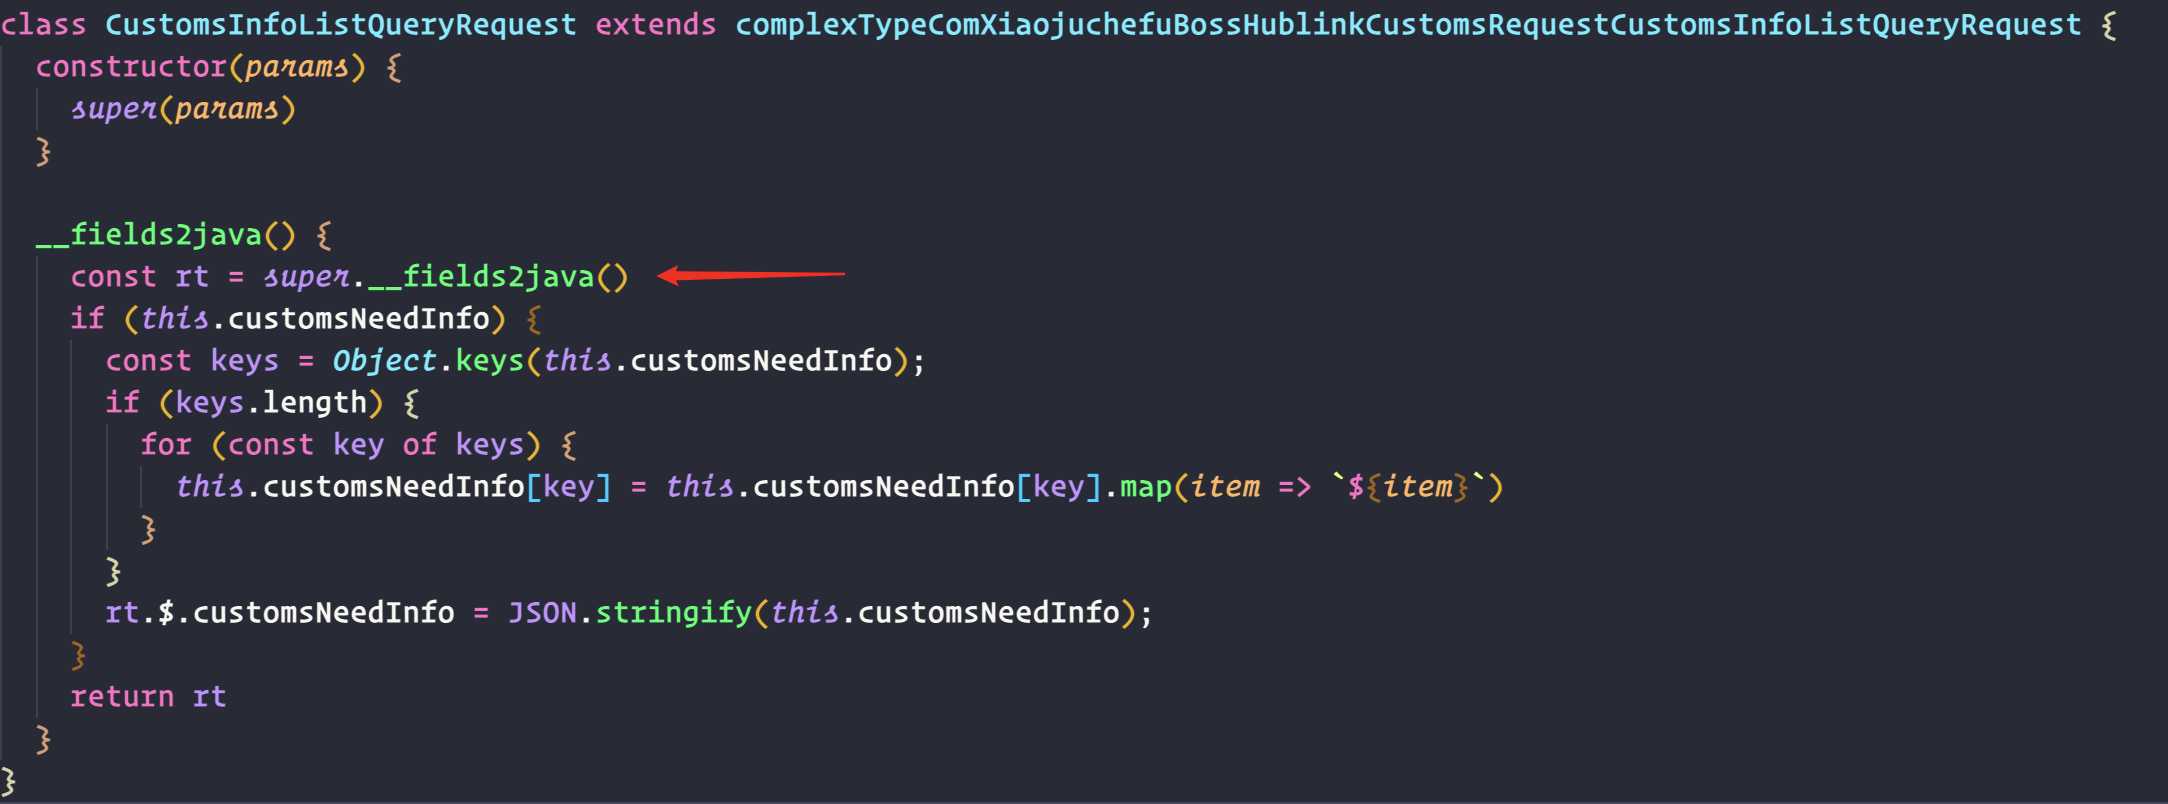 class CustomsInfoListQueryRequest extends complexTypeComXiaojuchefuBossHublinkCustomsRequestCustomsInfoListQueryRequest {
  constructor(params) {
    super(params)
  }

  __fields2java() {
    const rt = super.__fields2java()
    if (this.customsNeedInfo) {
      const keys = Object.keys(this.customsNeedInfo);
      if (keys.length) {
        for (const key of keys) {
          this.customsNeedInfo[key] = this.customsNeedInfo[key].map(item => `${item}`)
        }
      }
      rt.$.customsNeedInfo = JSON.stringify(this.customsNeedInfo);
    }
    return rt
  }
}